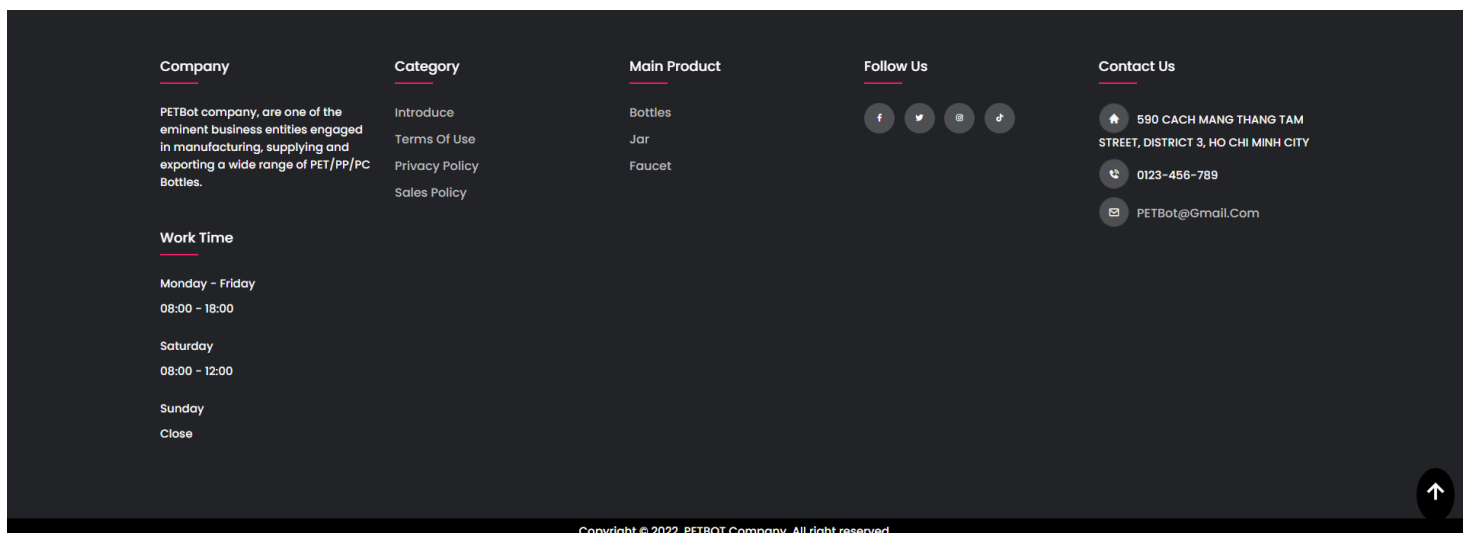 Company
PETBot company, are one of the
eminent business entities engaged
in manufacturing, supplying and
exporting a wide range of PET/PP/PC
Bottles.
Category
Introduce
Terms Of Use
Privacy Policy
Sales Policy
Main Product
Bottles
Jar
Faucet
Follow Us
Contact Us
590 CACH MANG THANG TAM
STREET, DISTRICT 3, HO CHI MINH CITY
0123-456-789
PETBot@Gmail.Com
Work Time
Monday - Friday
08:00 - 18:00
Saturday
08:00 - 12:00
Sunday
Close
Copyright © 2022, PETBOT Company. All right reserved